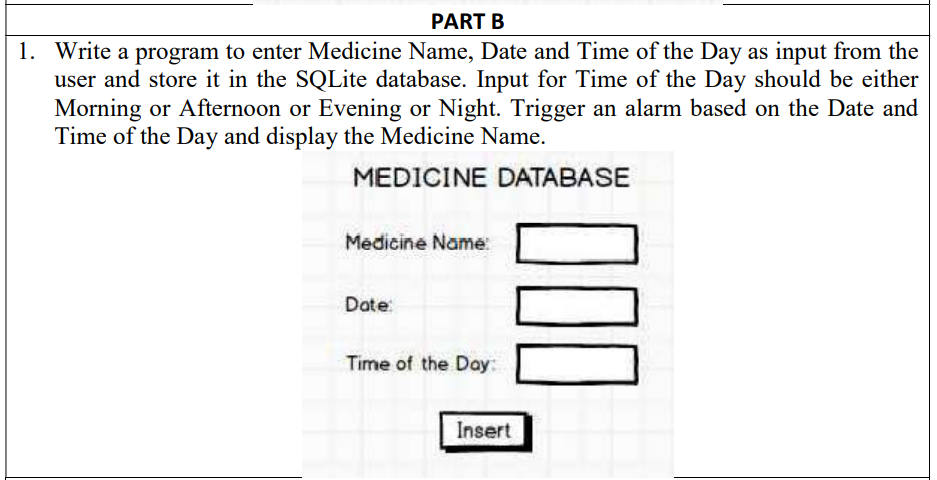 PART B
1. Write a program to enter Medicine Name, Date and Time of the Day as input from the
user and store it in the SQLite database. Input for Time of the Day should be either
Morning or Afternoon or Evening or Night. Trigger an alarm based on the Date and
Time of the Day and display the Medicine Name.
MEDICINE DATABASE
Medicine Name:
Date:
Time of the Day:
Insert